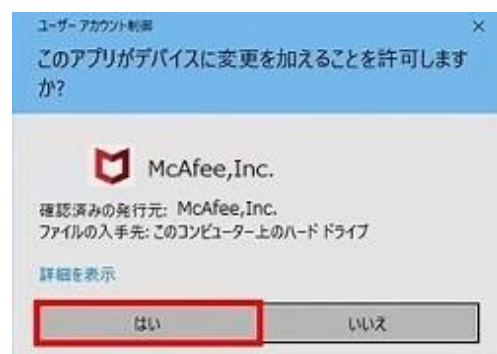 ユーザー アカウント制御
このアプリがデバイスに変更を加えることを許可します
か?
McAfee,Inc.
確認済みの発行元: McAfee,Inc.
ファイルの入手先: このコンピューター上のハード ドライブ
詳細を表示
はい
いいえ